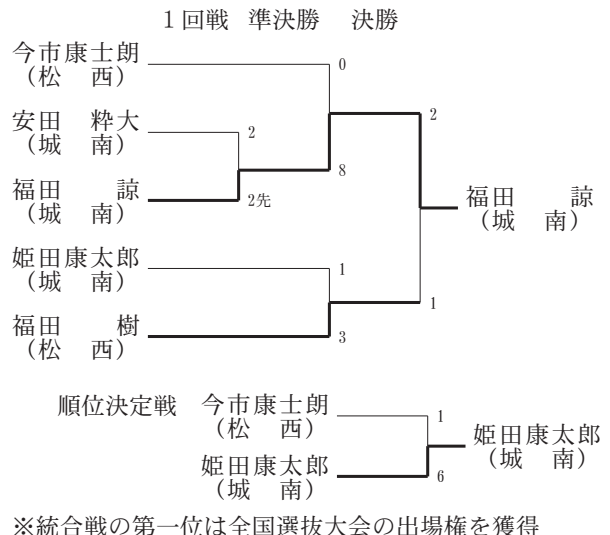 1回戦 準決勝 決勝
今市康士朗
(松 西)
0
安田 粋大
(城 南)
2
2
8
福田 諒
(城 南)
2先
福田 諒
(城 南)
姫田康太郎
(城 南)
1
1
福田 樹
(松 西)
3
順位決定戦 今市康士朗
(松 西)
1
姫田康太郎
(城 南)
姫田康太郎
(城 南)
6
※統合戦の第一位は全国選抜大会の出場権を獲得